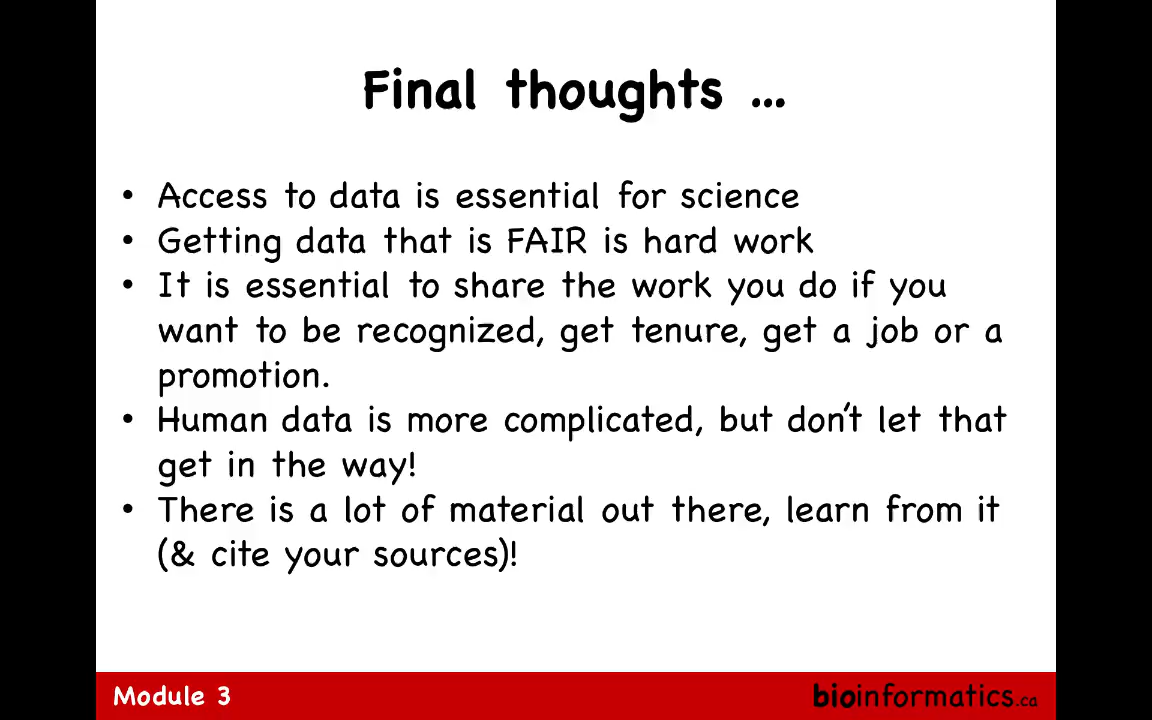 Final thoughts ...
• Access to data is essential for science
• Getting data that is FAIR is hard work
• It is essential to share the work you do if you
want to be recognized, get tenure, get a job or a
promotion.
• Human data is more complicated, but don't let that
get in the way!
• There is a lot of material out there, learn from it
(& cite your sources)!
Module 3
bioinformatics.ca